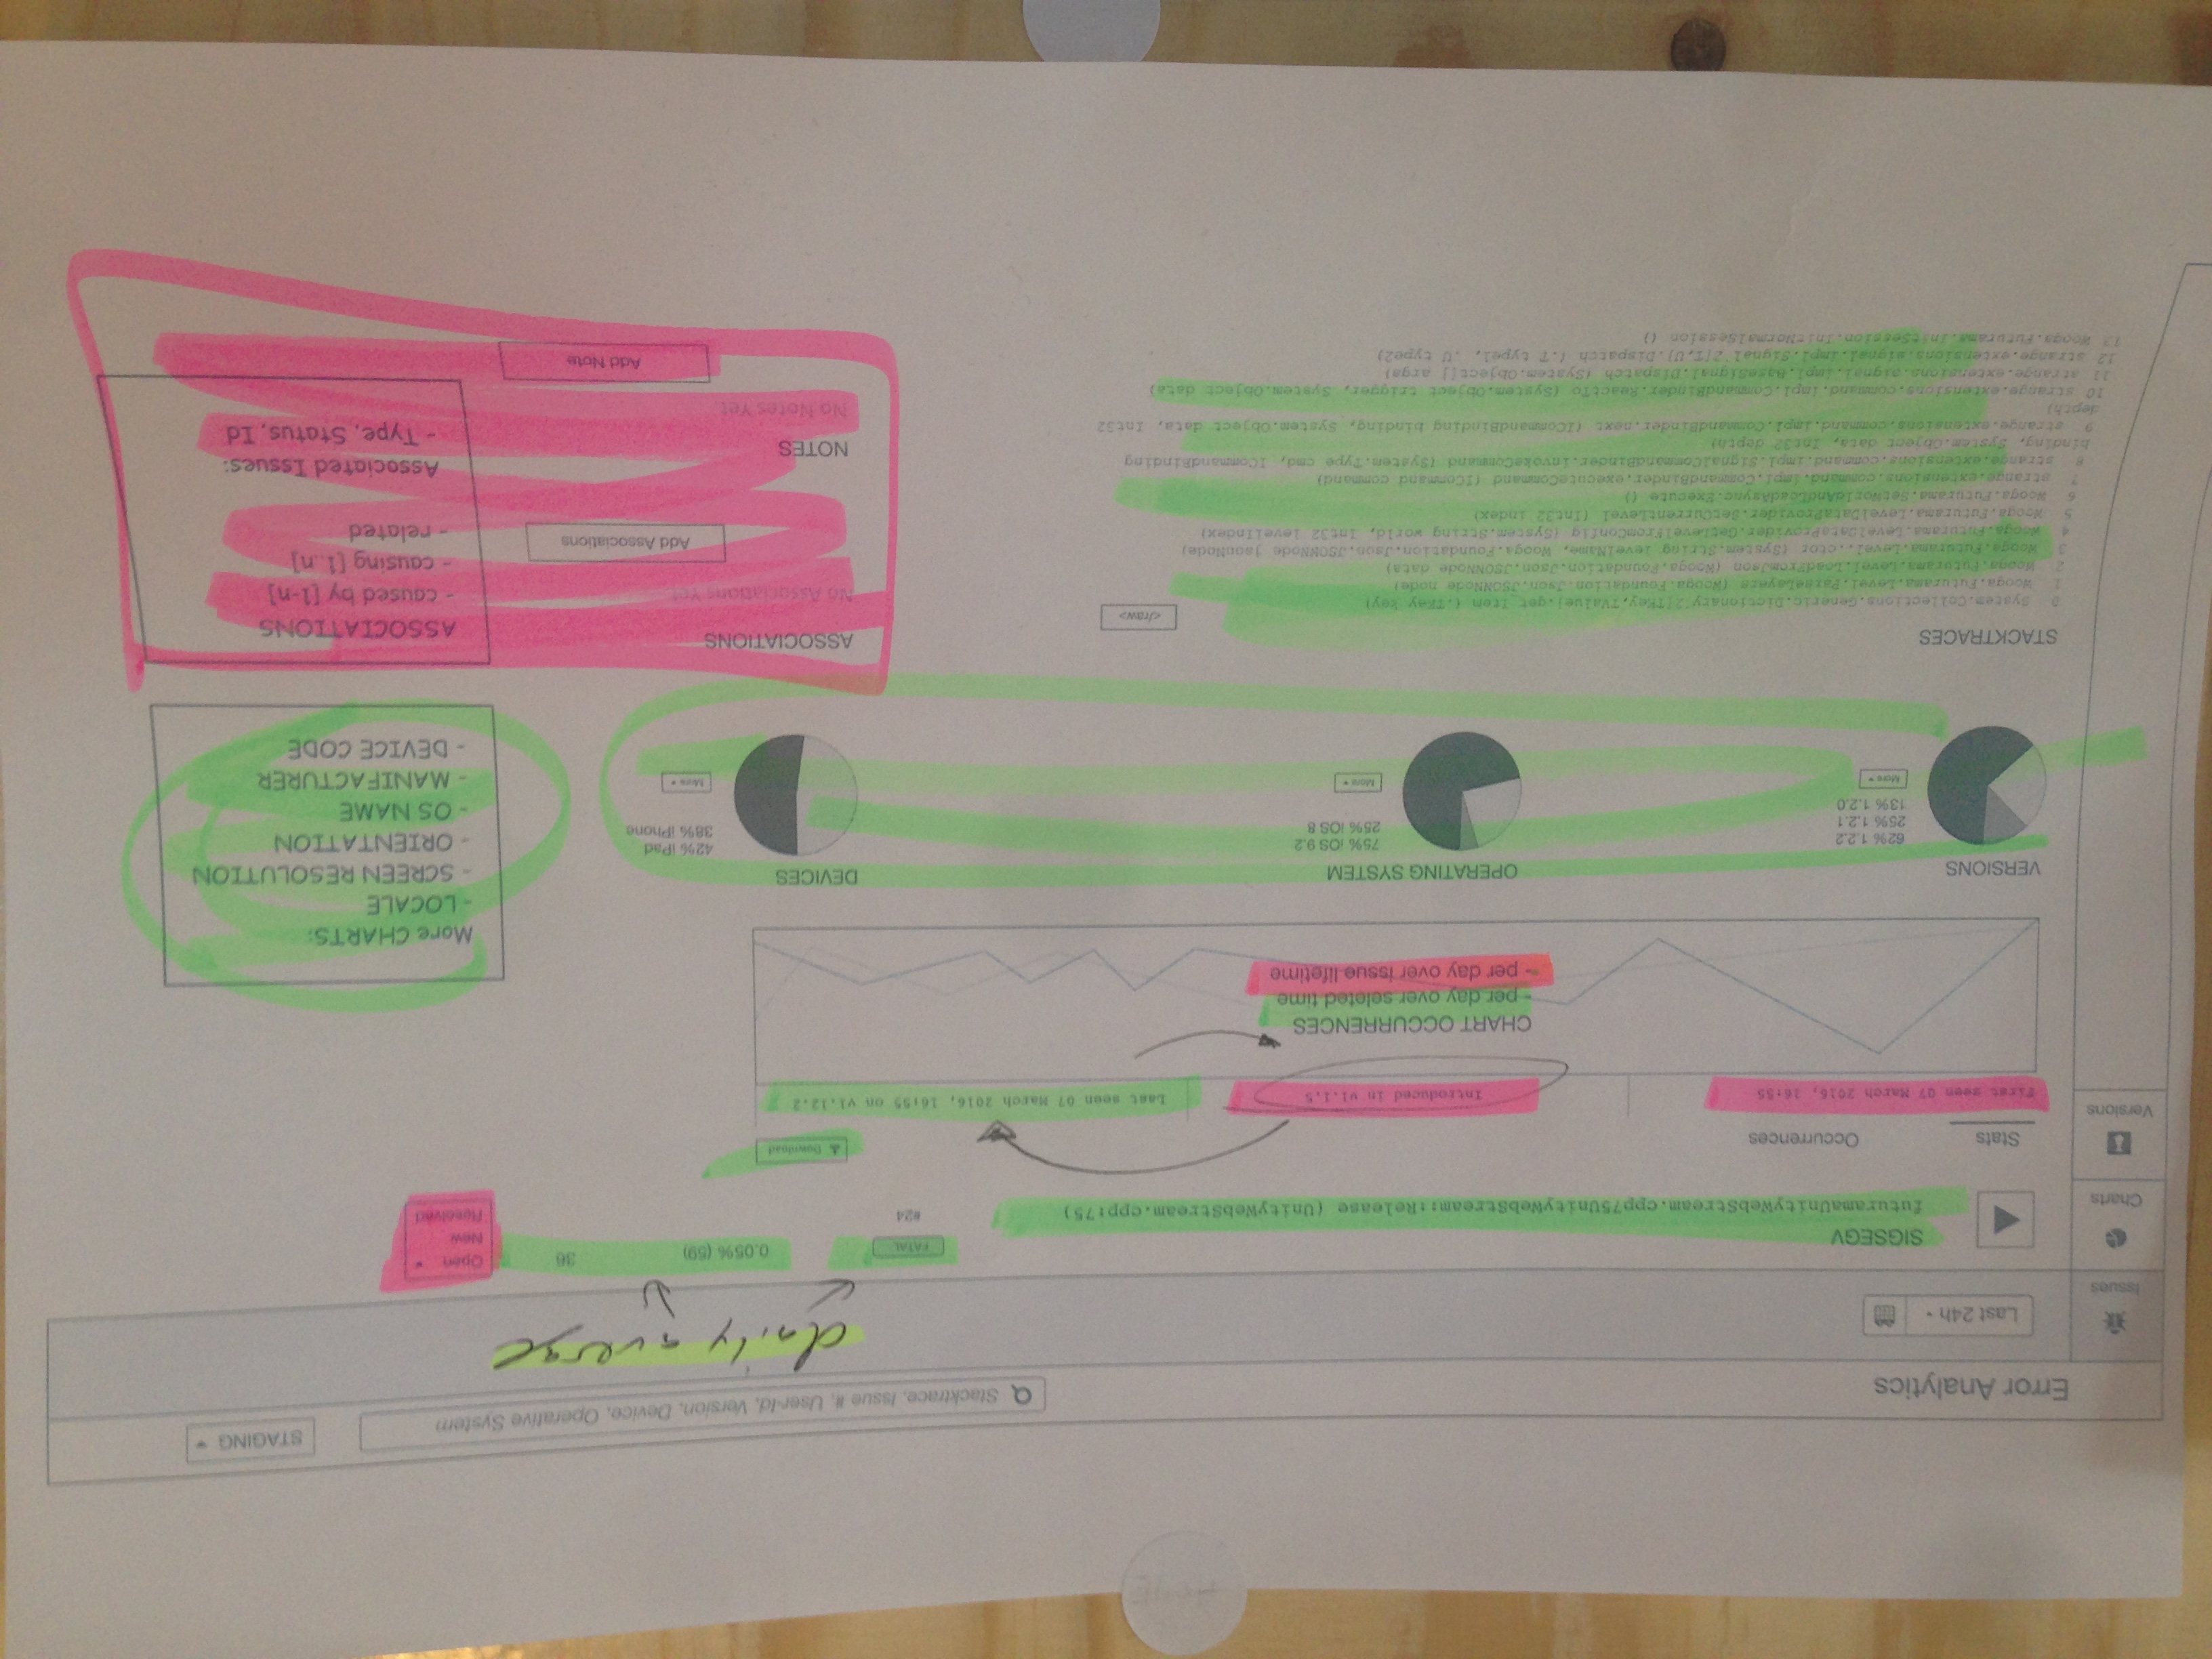 HOME
Error Analytics
Stacktrace, Issue #, User-Id, Version, Device, Operative System
STAGING
Issues
Last 24h
daily averge
Charts
SIGSEGV
futuramaUnityWebStream.cpp75UnityWebStream::Release (UnityWebStream.cpp:75)
FATAL
#24
0.05% (59)
36
Open
New
Resolved
Versions
Stats
Occurrences
Download
First seen 07 March 2016, 16:55
Introduced in v1.1.5
Last seen 07 March 2016, 16:55 on v1.12.2
CHART OCCURRENCES
- per day over seleted time
- per day over issue lifetime
VERSIONS
62% 1.2.2
25% 1.2.1
13% 1.2.0
More
OPERATING SYSTEM
75% iOS 9.2
25% iOS 8
More
DEVICES
42% iPad
38% iPhone
More
More CHARTS:
- LOCALE
- SCREEN RESOLUTION
- ORIENTATION
- OS NAME
- MANIFACTURER
- DEVICE CODE
STACKTRACES
</raw>
0 System.Collections.Generic.Dictionary`2[TKey,TValue].get_Item (.TKey key)
1 Wooga.Futurama.Level.ParseLayers (Wooga.Foundation.Json.JSONNode node)
2 Wooga.Futurama.Level.LoadFromJson (Wooga.Foundation.Json.JSONNode data)
3 Wooga.Futurama.Level..ctor (System.String levelName, Wooga.Foundation.Json.JSONNode jsonNode)
4 Wooga.Futurama.LevelDataProvider.GetLevelFromConfig (System.String world, Int32 levelIndex)
5 Wooga.Futurama.LevelDataProvider.SetCurrentLevel (Int32 index)
6 Wooga.Futurama.SetWorldAndLoadAsync.Execute ()
7 strange.extensions.command.impl.CommandBinder.executeCommand (ICommand command)
8 strange.extensions.command.impl.SignalCommandBinder.invokeCommand (System.Type cmd, ICommandBinding
binding, System.Object data, Int32 depth)
9 strange.extensions.command.impl.CommandBinder.next (ICommandBinding binding, System.Object data, Int32
depth)
10 strange.extensions.command.impl.CommandBinder.ReactTo (System.Object trigger, System.Object data)
11 strange.extensions.signal.impl.BaseSignal.Dispatch (System.Object[] args)
12 strange.extensions.signal.impl.Signal`2[T,U].Dispatch (.T type1, .U type2)
13 Wooga.Futurama.InitSession.InitNormalSession ()
ASSOCIATIONS
No Associations Yet.
Add Associations
NOTES
No Notes Yet.
Add Note
ASSOCIATIONS
- caused by [1-n]
- causing [1..n]
- related
Associated Issues:
- Type, Status, Id